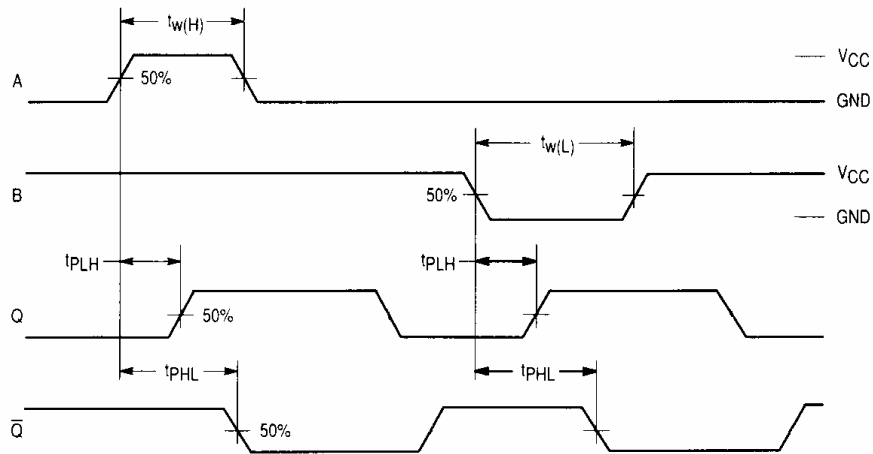 tw(H)
VCC
50%
A
GND
tw(L)
VCC
50%
B
GND
tPLH
tPLH
Q
50%
tPHL
tPHL
Q̅
50%